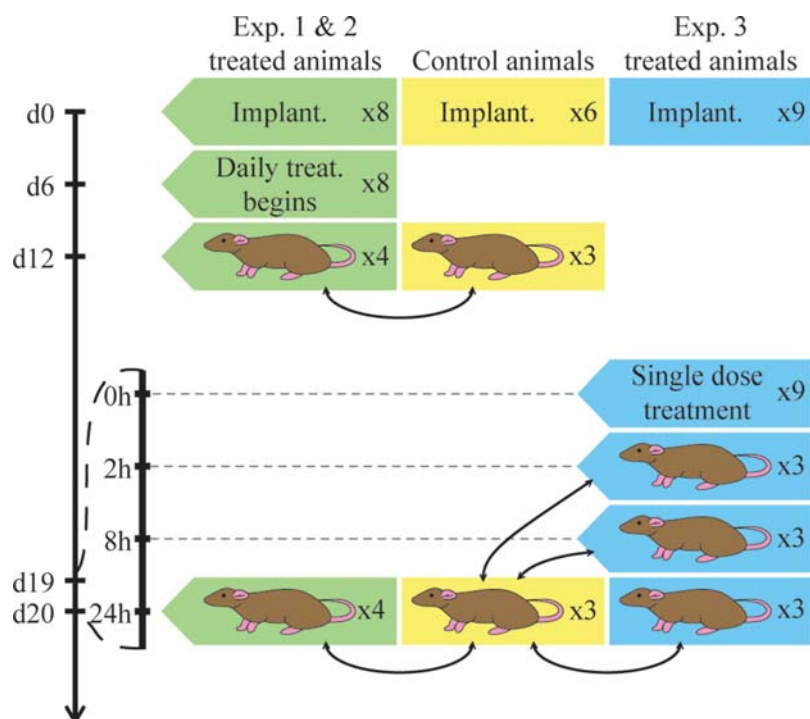 Exp. 1 & 2
treated animals
Control animals
Exp. 3
treated animals
d0
Implant. x8
Implant. x6
Implant. x9
d6
Daily treat.
begins
x8
d12
x4
x3
0h
Single dose
treatment
x9
2h
x3
8h
x3
d19
d20
24h
x4
x3
x3